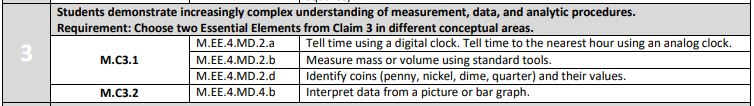 Students demonstrate increasingly complex understanding of measurement, data, and analytic procedures.
Requirement: Choose two Essential Elements from Claim 3 in different conceptual areas.
3
M.C3.1
M.EE.4.MD.2.a Tell time using a digital clock. Tell time to the nearest hour using an analog clock.
M.EE.4.MD.2.b Measure mass or volume using standard tools.
M.EE.4.MD.2.d Identify coins (penny, nickel, dime, quarter) and their values.
M.C3.2 M.EE.4.MD.4.b Interpret data from a picture or bar graph.